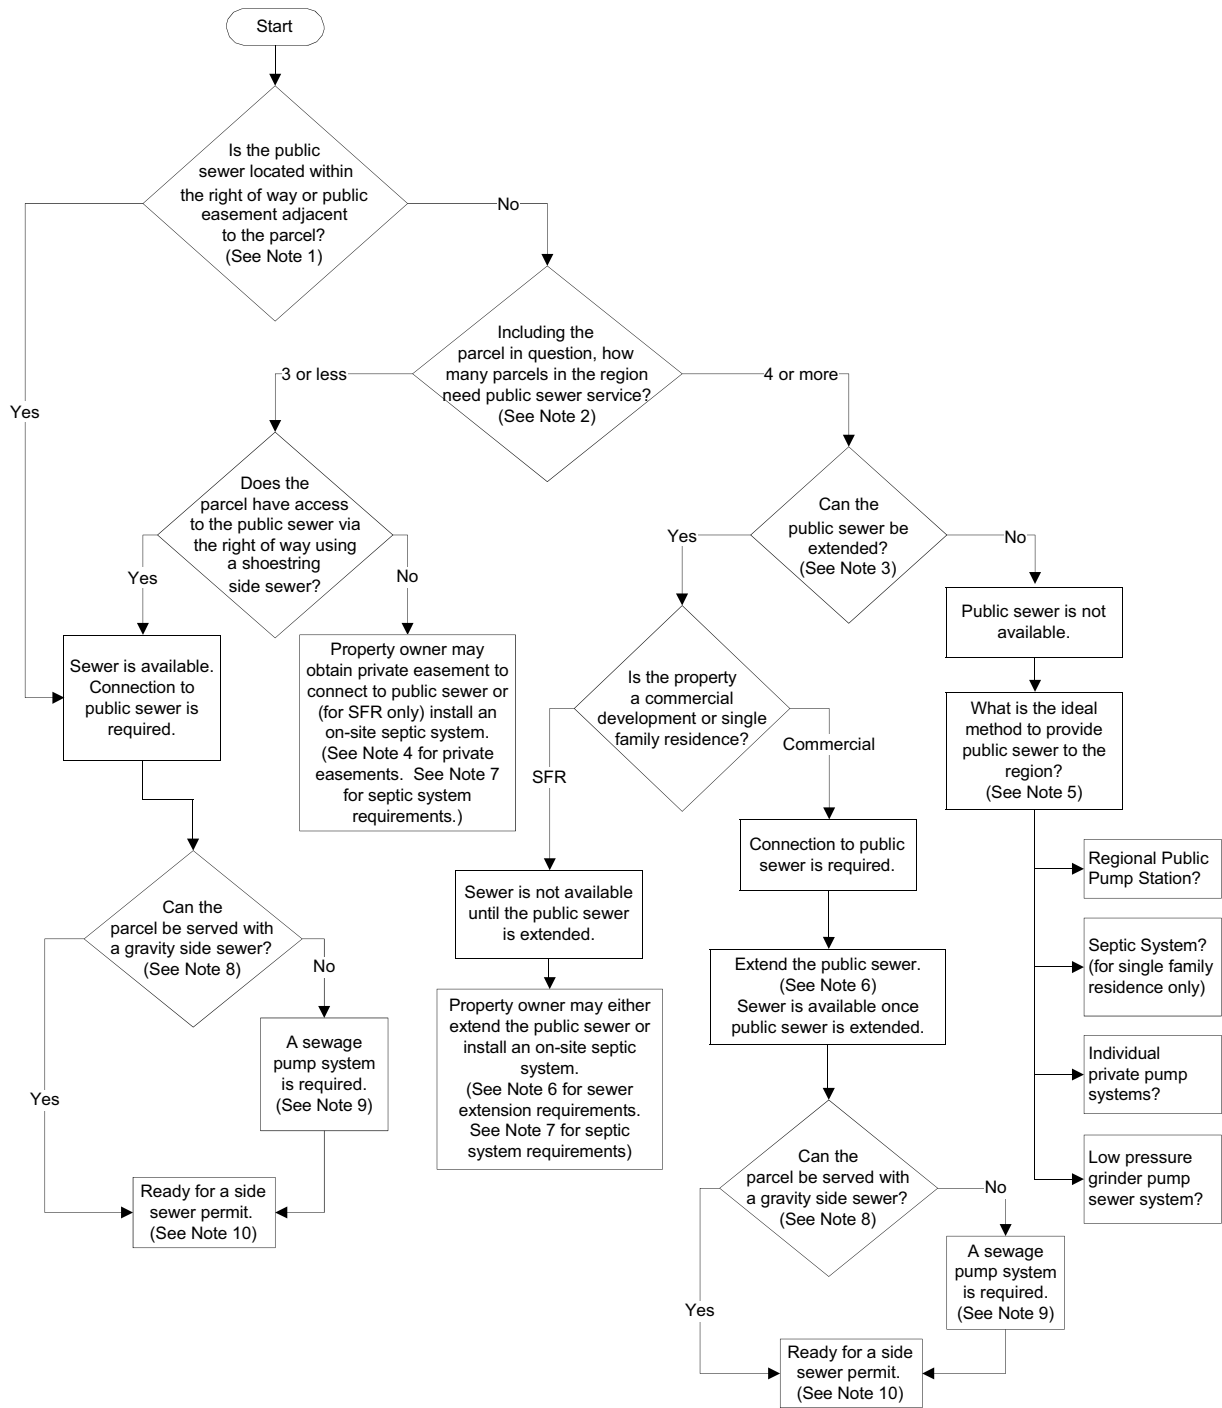 Start
Is the public
sewer located within
the right of way or public
easement adjacent
to the parcel?
(See Note 1)
No
Yes
Including the
parcel in question, how
many parcels in the region
need public sewer service?
(See Note 2)
3 or less
4 or more
Does the
parcel have access
to the public sewer via
the right of way using
a shoestring
side sewer?
Yes
No
Can the
public sewer be
extended?
(See Note 3)
Yes
No
Sewer is available.
Connection to
public sewer is
required.
Property owner may
obtain private easement to
connect to public sewer or
(for SFR only) install an
on-site septic system.
(See Note 4 for private
easements.  See Note 7
for septic system
requirements.)
Is the property
a commercial
development or single
family residence?
SFR
Commercial
Public sewer is not
available.
What is the ideal
method to provide
public sewer to the
region?
(See Note 5)
Regional Public
Pump Station?
Septic System?
(for single family
residence only)
Individual
private pump
systems?
Low pressure
grinder pump
sewer system?
Sewer is not available
until the public sewer
is extended.
Property owner may either
extend the public sewer or
install an on-site septic
system.
(See Note 6 for sewer
extension requirements.
See Note 7 for septic
system requirements)
Connection to public
sewer is required.
Extend the public sewer.
(See Note 6)
Sewer is available once
public sewer is extended.
Can the
parcel be served with
a gravity side sewer?
(See Note 8)
No
Yes
A sewage
pump system
is required.
(See Note 9)
Ready for a side
sewer permit.
(See Note 10)
Can the
parcel be served with
a gravity side sewer?
(See Note 8)
No
Yes
A sewage
pump system
is required.
(See Note 9)
Ready for a side
sewer permit.
(See Note 10)